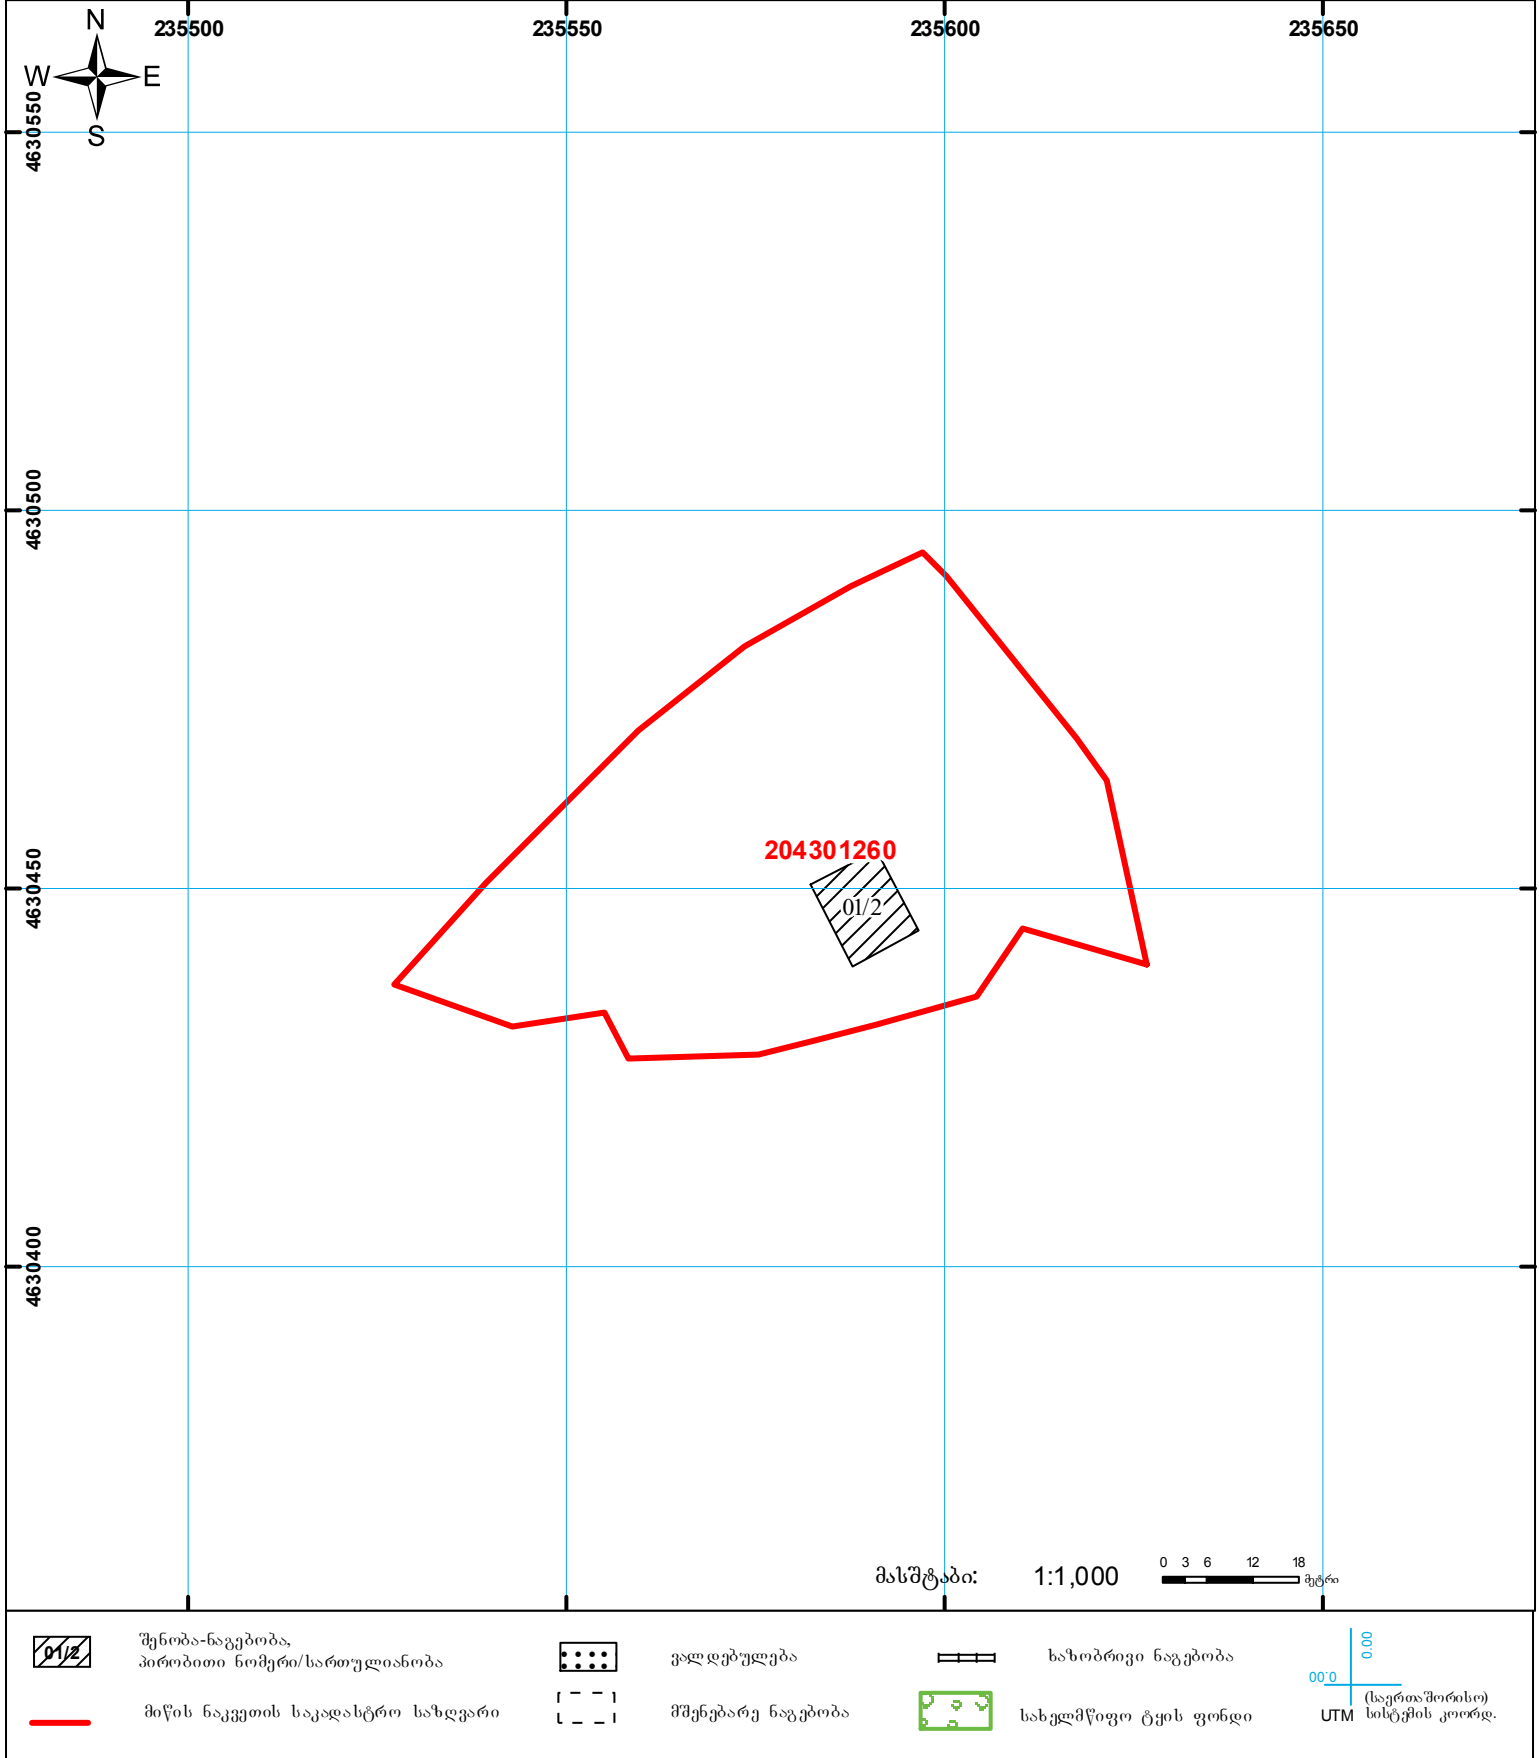 235500 235550 235600 235650
N
W E
S
4630550
4630500
4630450
4630400
204301260
01/2
მასშტაბი: 1:1,000
0 3 6 12 18
მეტრი
01/2
შენობა-ნაგებობა,
პირობითი ნომერი/სართულიანობა
ვალდებულება
ხაზობრივი ნაგებობა
მიწის ნაკვეთის საკადასტრო საზღვარი
მშენებარე ნაგებობა
სახელმწიფო ტყის ფონდი
0.00
0.00
UTM
(საერთაშორისო)
სისტემის კოორდ.